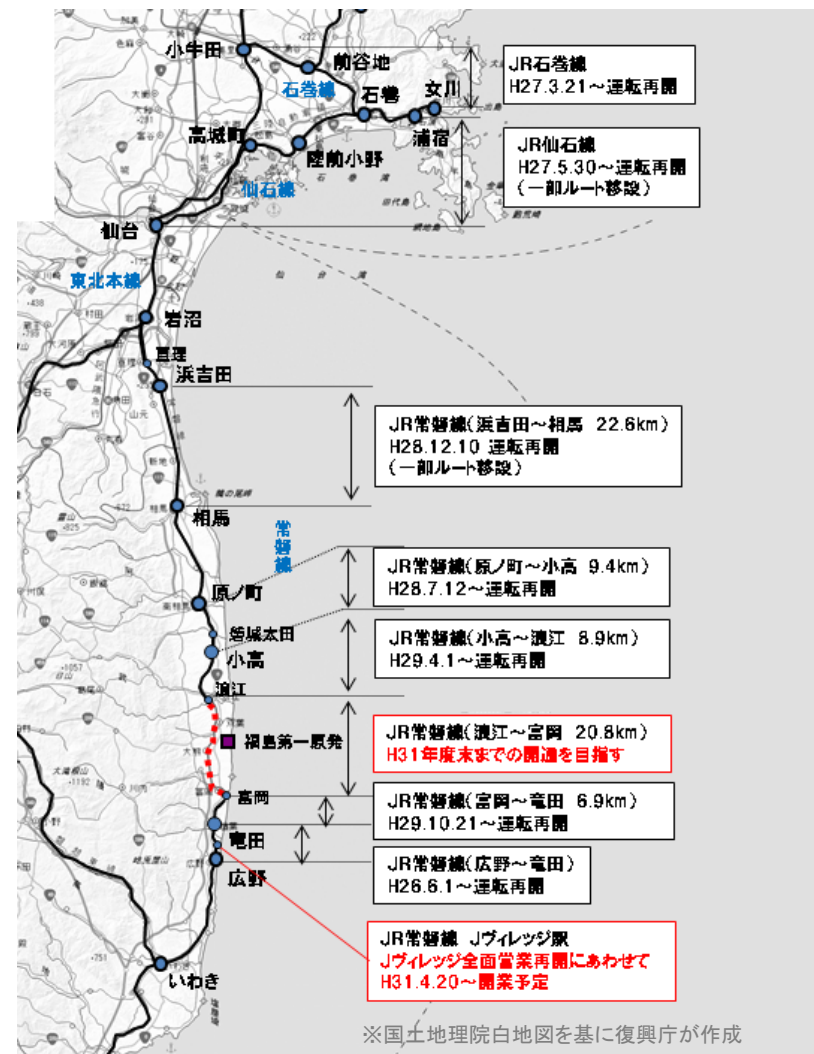 小牛田
前谷地
石巻線
石巻
女川
浦宿
高城町
陸前小野
仙石線
石巻湾
田代島
網地島
仙台
仙台湾
東北本線
岩沼
亘理
浜吉田
相馬
常磐線
原ノ町
磐城太田
小高
浪江
福島第一原発
富岡
竜田
広野
いわき
JR石巻線
H27.3.21～運転再開
JR仙石線
H27.5.30～運転再開
(一部ルート移設)
JR常磐線(浜吉田～相馬 22.6km)
H28.12.10 運転再開
(一部ルート移設)
JR常磐線(原ノ町～小高 9.4km)
H28.7.12～運転再開
JR常磐線(小高～浪江 8.9km)
H29.4.1～運転再開
JR常磐線(浪江～富岡 20.8km)
H31年度末までの開通を目指す
JR常磐線(富岡～竜田 6.9km)
H29.10.21～運転再開
JR常磐線(広野～竜田)
H26.6.1～運転再開
JR常磐線 Jヴィレッジ駅
Jヴィレッジ全面営業再開にあわせて
H31.4.20～開業予定
※国土地理院白地図を基に復興庁が作成